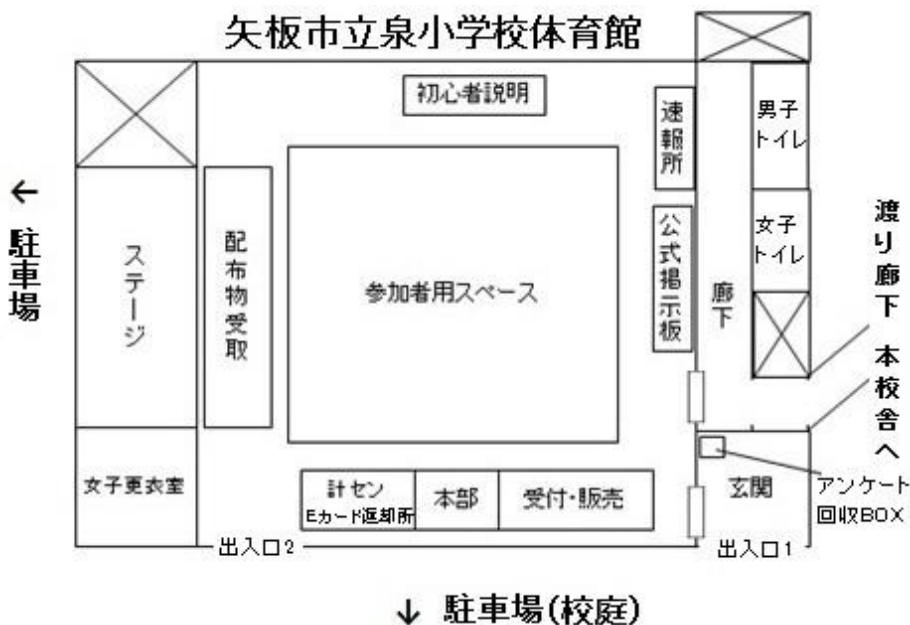 矢板市立泉小学校体育館
初心者説明
速報所
男子
トイレ
← 駐車場
ステージ
配布物受取
参加者用スペース
公式掲示板
廊下
女子
トイレ
渡り廊下 本校舎へ
女子更衣室
計セン
Eカード返却所
本部
受付・販売
玄関
アンケート
回収BOX
出入口2
出入口1
↓ 駐車場(校庭)